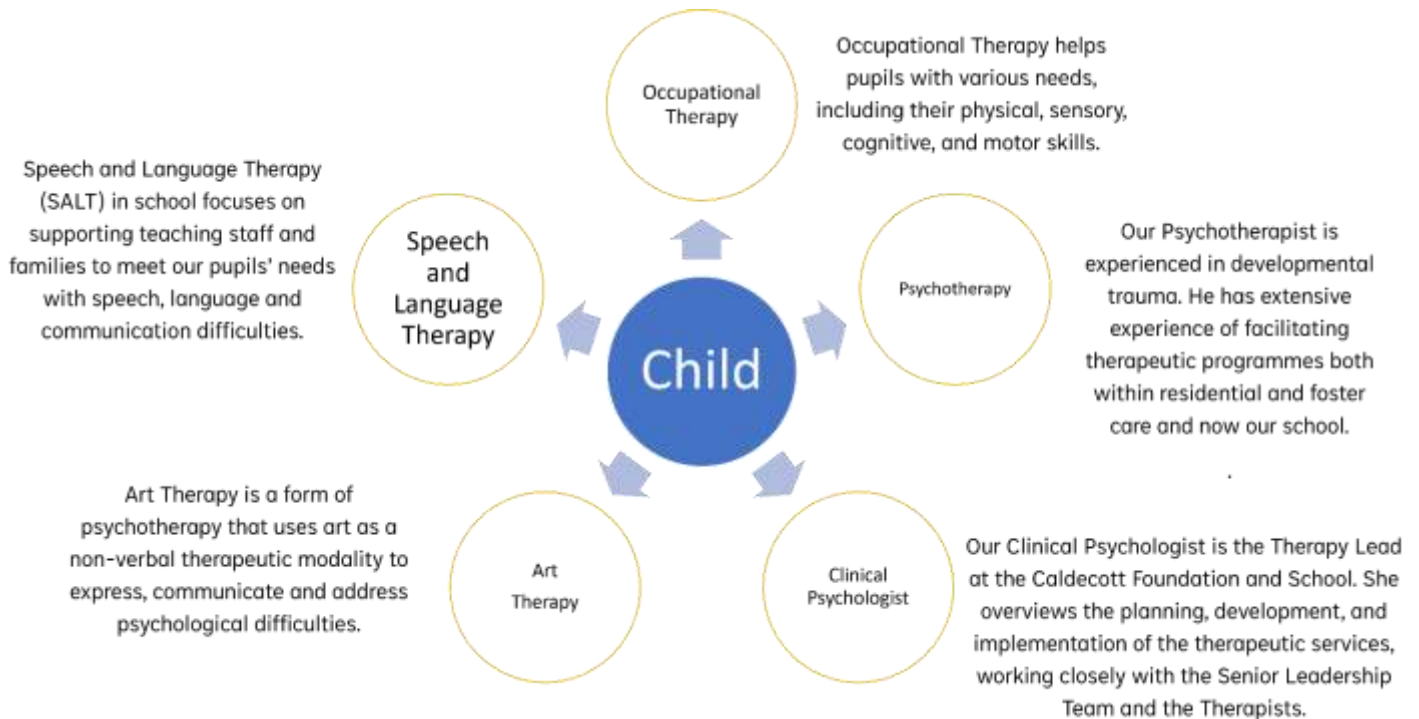 Occupational
Therapy
Occupational Therapy helps
pupils with various needs,
including their physical, sensory,
cognitive, and motor skills.
Speech and Language Therapy
(SALT) in school focuses on
supporting teaching staff and
families to meet our pupils' needs
with speech, language and
communication difficulties.
Speech
and
Language
Therapy
Child
Psychotherapy
Our Psychotherapist is
experienced in developmental
trauma. He has extensive
experience of facilitating
therapeutic programmes both
within residential and foster
care and now our school.
.
Art Therapy is a form of
psychotherapy that uses art as a
non-verbal therapeutic modality to
express, communicate and address
psychological difficulties.
Art
Therapy
Clinical
Psychologist
Our Clinical Psychologist is the Therapy Lead
at the Caldecott Foundation and School. She
overviews the planning, development, and
implementation of the therapeutic services,
working closely with the Senior Leadership
Team and the Therapists.